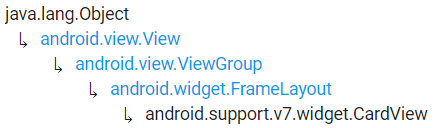 java.lang.Object
↳ android.view.View
↳ android.view.ViewGroup
↳ android.widget.FrameLayout
↳ android.support.v7.widget.CardView